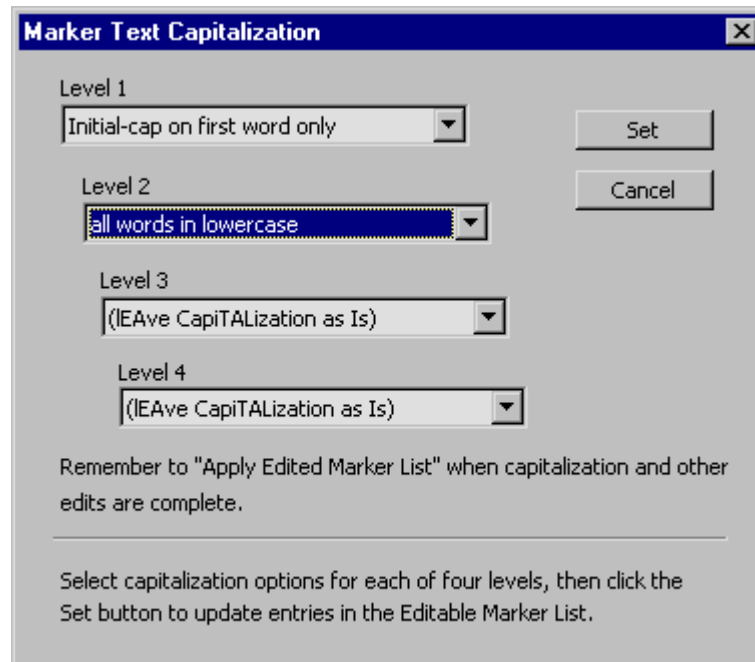 Marker Text Capitalization
Level 1
Initial-cap on first word only
Set
Level 2
Cancel
all words in lowercase
Level 3
(lEAve CapiTALization as Is)
Level 4
(lEAve CapiTALization as Is)
Remember to "Apply Edited Marker List" when capitalization and other
edits are complete.
Select capitalization options for each of four levels, then click the
Set button to update entries in the Editable Marker List.